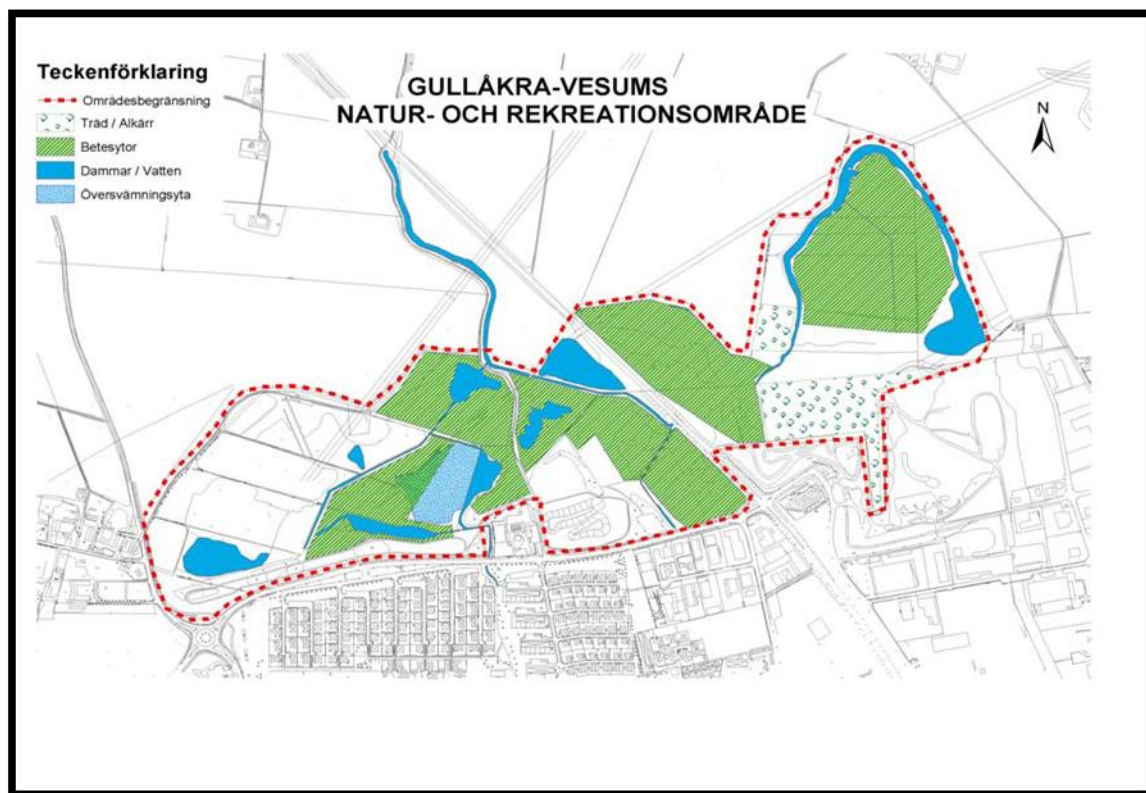 GULLÅKRA-VESUMS
NATUR- OCH REKREATIONSOMRÅDE
Teckenförklaring
Områdesbegränsning
Träd / Alkärr
Betesytor
Dammar / Vatten
Översvämningsyta
N